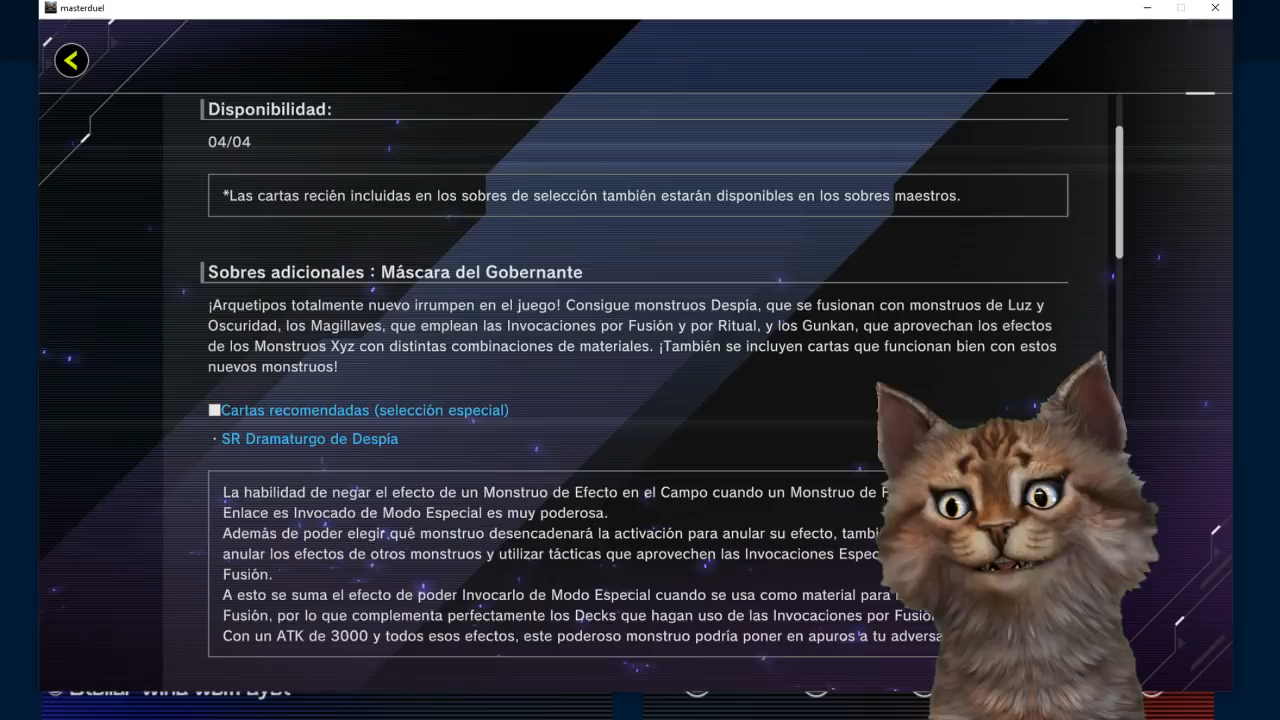 masterduel
Disponibilidad:
04/04
*Las cartas recién incluidas en los sobres de selección también estarán disponibles en los sobres maestros.
Sobres adicionales : Máscara del Gobernante
¡Arquetipos totalmente nuevo irrumpen en el juego! Consigue monstruos Despía, que se fusionan con monstruos de Luz y
Oscuridad, los Magillaves, que emplean las Invocaciones por Fusión y por Ritual, y los Gunkan, que aprovechan los efectos
de los Monstruos Xyz con distintas combinaciones de materiales. ¡También se incluyen cartas que funcionan bien con estos
nuevos monstruos!
Cartas recomendadas (selección especial)
· SR Dramaturgo de Despía
La habilidad de negar el efecto de un Monstruo de Efecto en el Campo cuando un Monstruo de
Enlace es Invocado de Modo Especial es muy poderosa.
Además de poder elegir qué monstruo desencadenará la activación para anular su efecto,
anular los efectos de otros monstruos y utilizar tácticas que aprovechen las Invocaciones
Fusión.
A esto se suma el efecto de poder Invocarlo de Modo Especial cuando se usa como material para
Fusión, por lo que complementa perfectamente los Decks que hagan uso de las Invocaciones por
Con un ATK de 3000 y todos esos efectos, este poderoso monstruo podría poner en apuros a tu